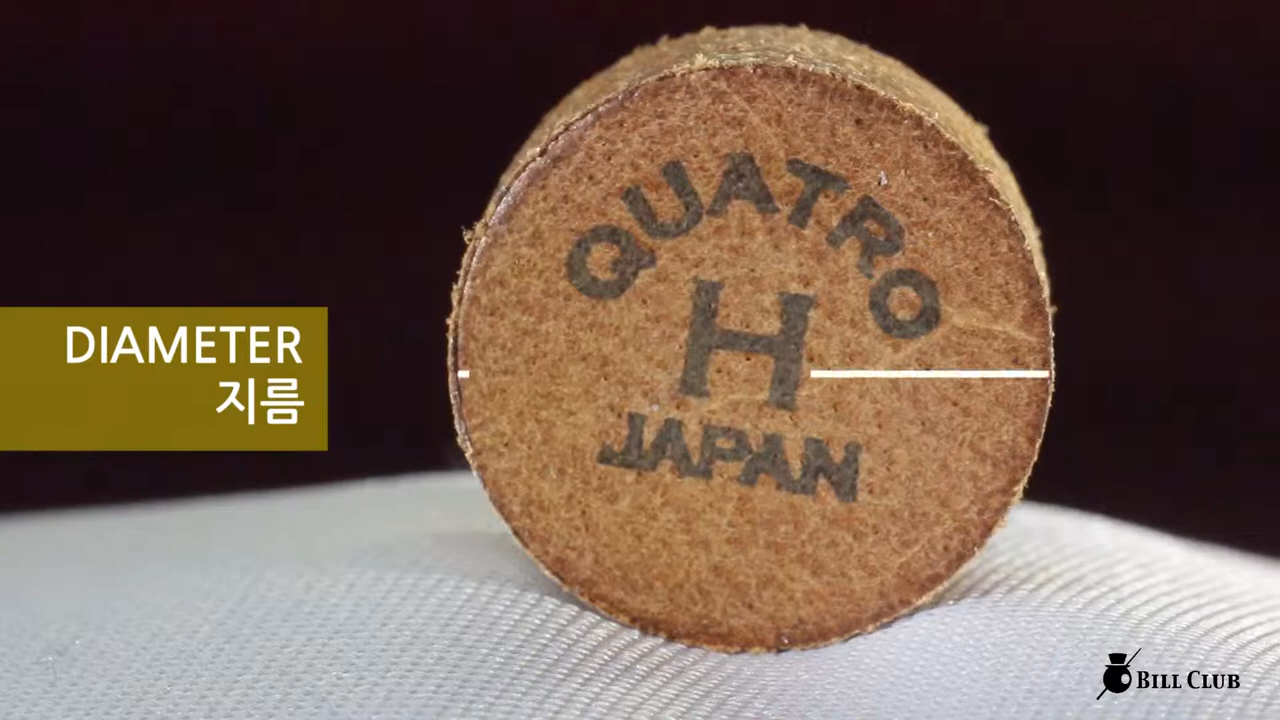 DIAMETER
지름
QUATRO
H
JAPAN
BILL CLUB